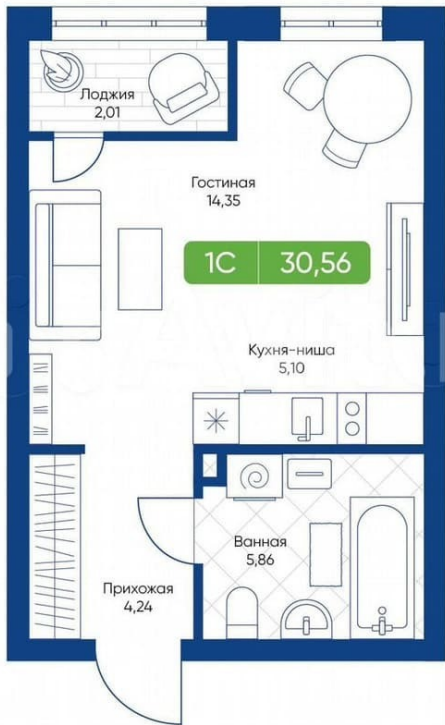 Лоджия
2,01
Гостиная
14,35
1С
30,56
Кухня-ниша
5,10
Ванная
5,86
Прихожая
4,24